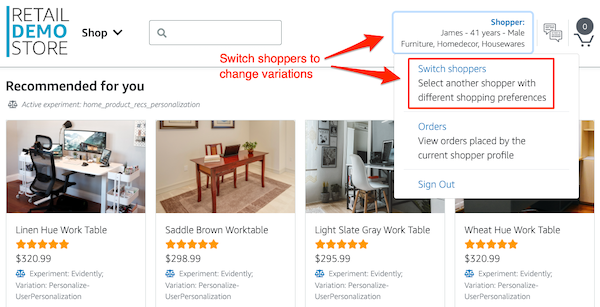 RETAIL
DEMO
STORE
Shop
Shopper:
James - 41 years - Male
Furniture, Homedecor, Housewares
0
Switch shoppers to
change variations
Switch shoppers
Select another shopper with
different shopping preferences
Orders
View orders placed by the
current shopper profile
Sign Out
Recommended for you
Active experiment: home_product_recs_personalization
Linen Hue Work Table
$320.99
Experiment: Evidently;
Variation: Personalize-
UserPersonalization
Saddle Brown Worktable
$298.99
Experiment: Evidently;
Variation: Personalize-
UserPersonalization
Light Slate Gray Work Table
$295.99
Experiment: Evidently;
Variation: Personalize-
UserPersonalization
Wheat Hue Work Table
$320.99
Experiment: Evidently;
Variation: Personalize-
UserPersonalization